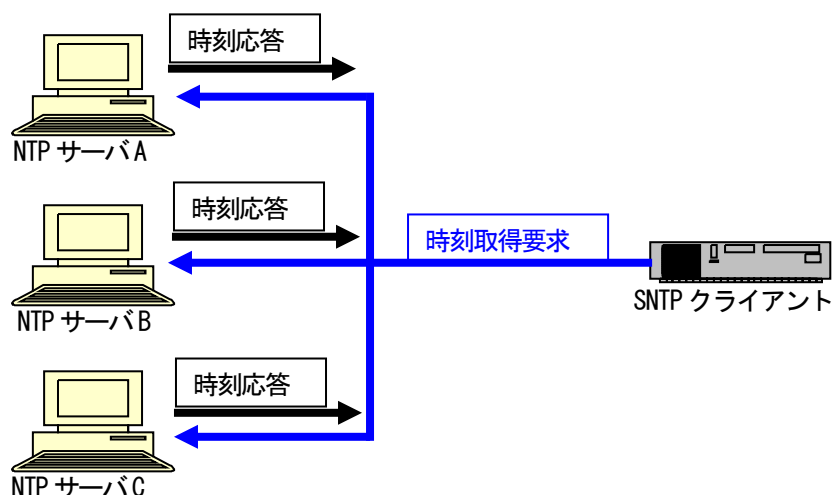 時刻応答
NTP サーバA
時刻応答
時刻取得要求
NTP サーバB
SNTP クライアント
時刻応答
NTP サーバC